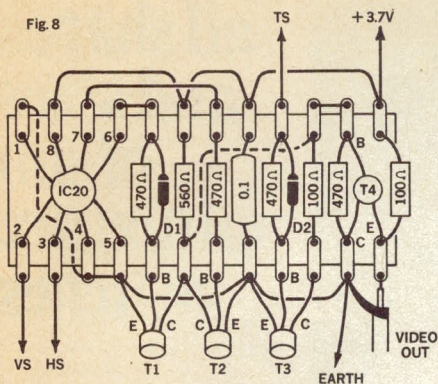 Fig. 8
TS
+3.7V
1
8
7
6
B
IC20
470Ω
560Ω
470Ω
0.1
470Ω
100Ω
470Ω
T4
100Ω
D1
D2
2
3
4
5
B
B
B
C
E
E
C
C
E
E
C
VS
HS
T1
T2
T3
EARTH
VIDEO
OUT